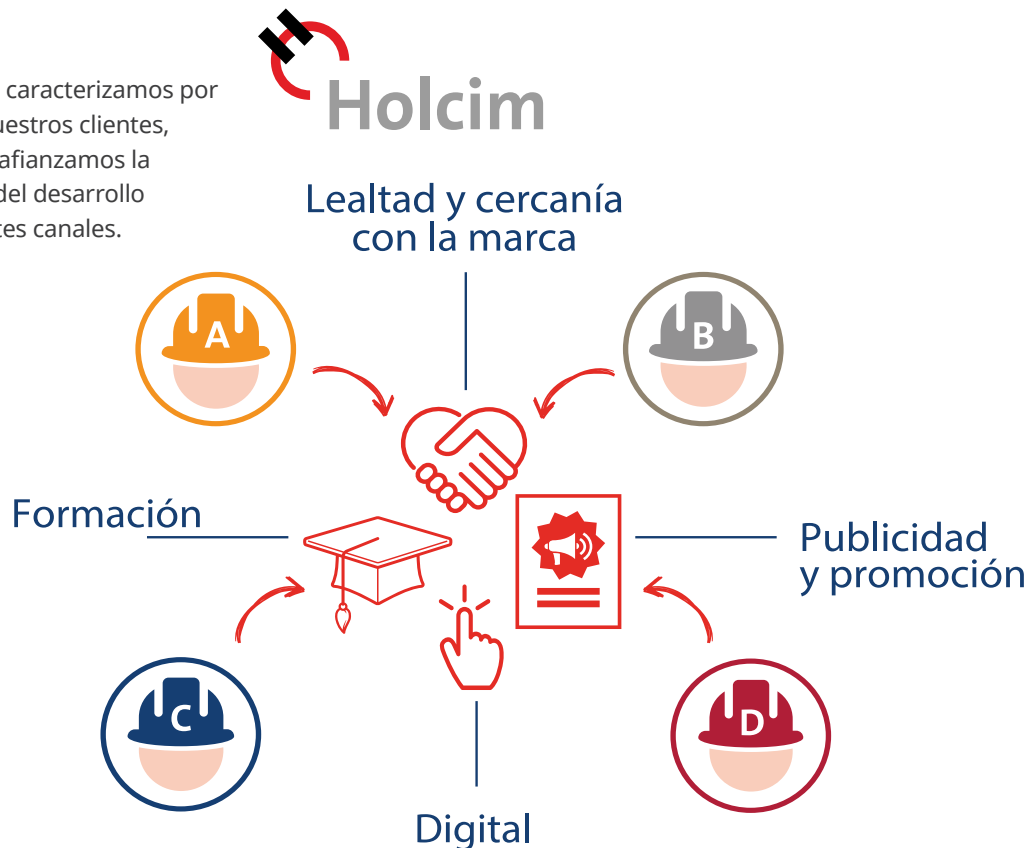 Holcim
caracterizamos por
uestros clientes,
afianzamos la
del desarrollo
tes canales.
Lealtad y cercanía
con la marca
A
B
Formación
Publicidad
y promoción
C
D
Digital